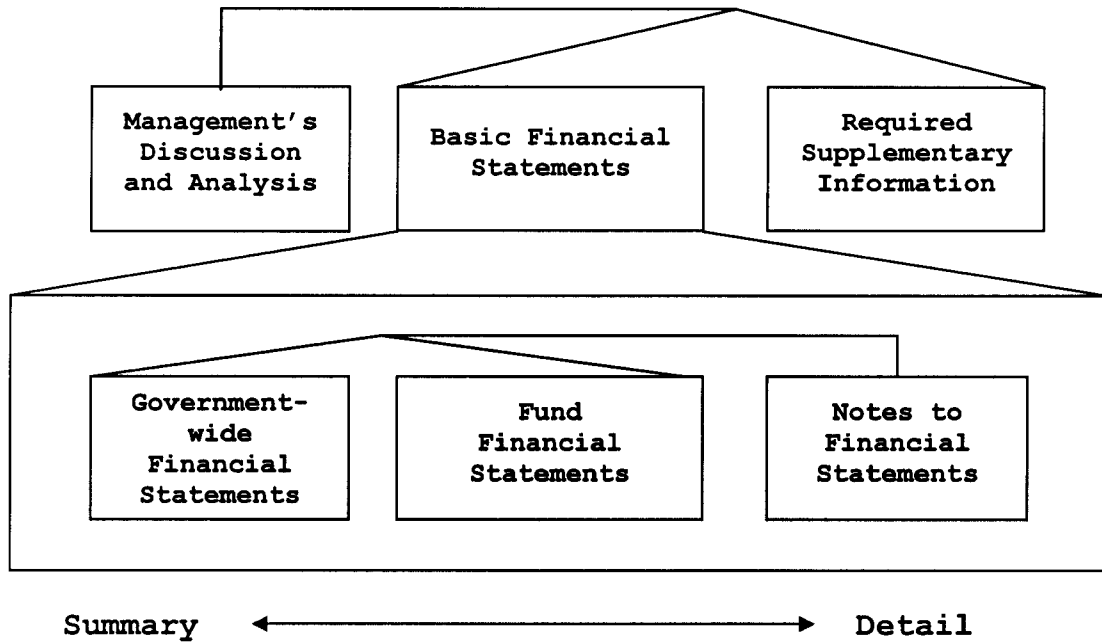 Management's
Discussion
and Analysis
Basic Financial
Statements
Required
Supplementary
Information
Government-
wide
Financial
Statements
Fund
Financial
Statements
Notes to
Financial
Statements
Summary
Detail